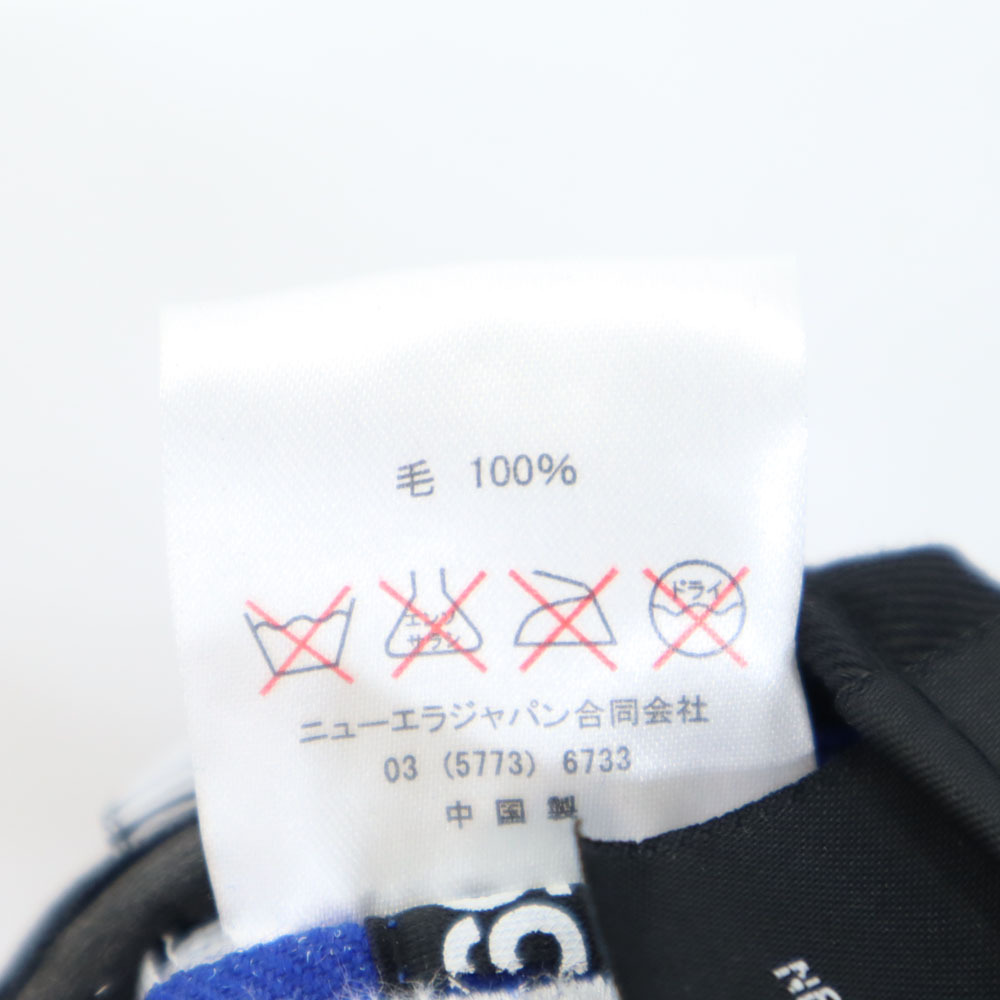 毛 100%
エンソ
サラシ
ドライ
ニューエラジャパン合同会社
03 (5773) 6733
中国製